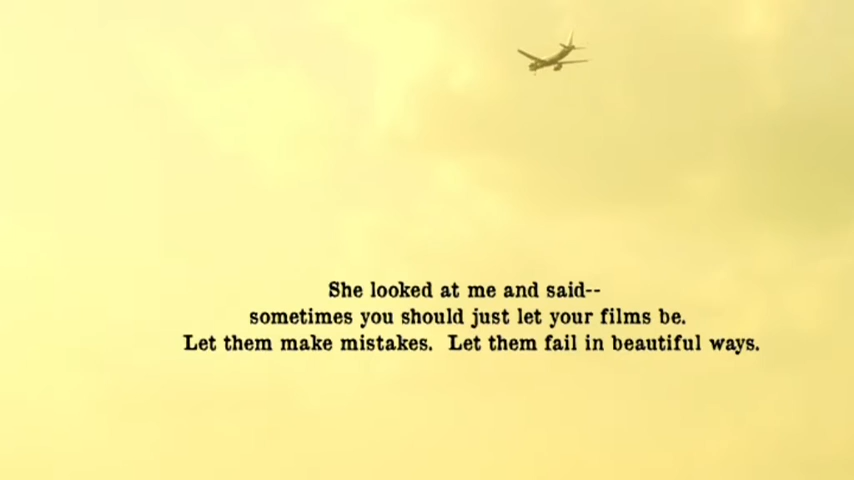 She looked at me and said--
sometimes you should just let your films be.
Let them make mistakes.  Let them fail in beautiful ways.